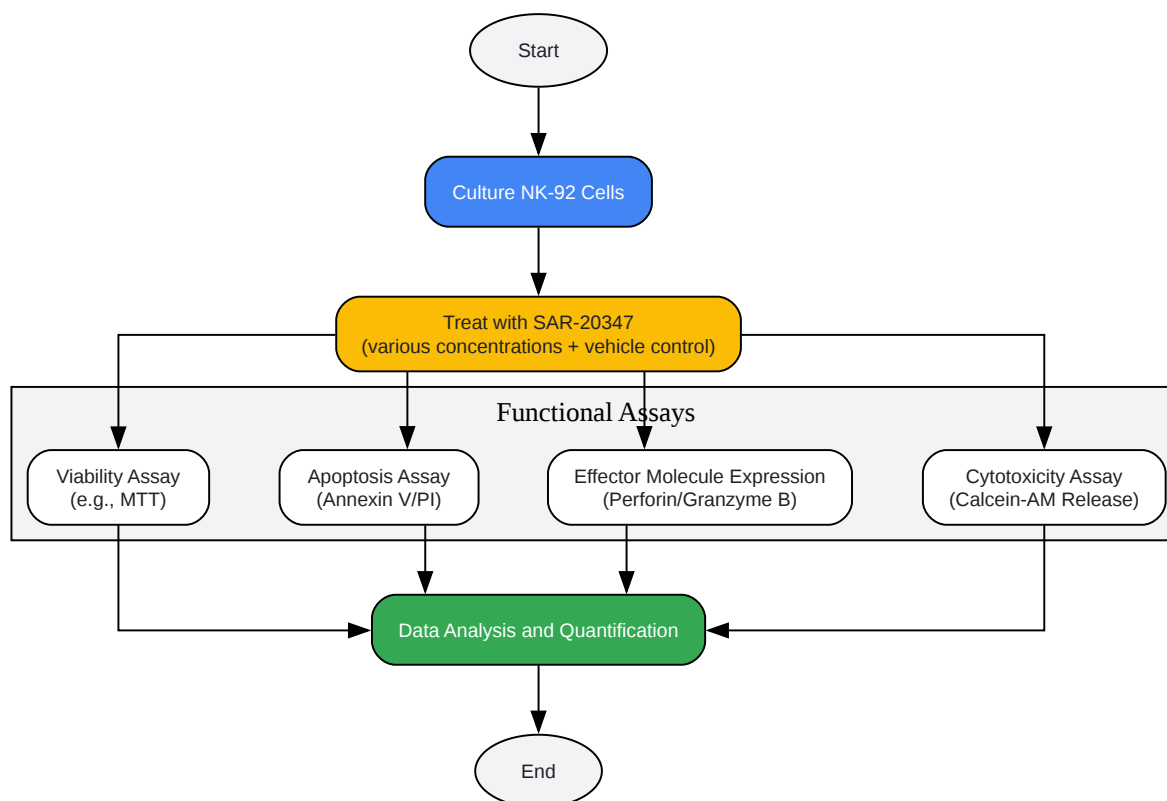 Start
Culture NK-92 Cells
Treat with SAR-20347
(various concentrations + vehicle control)
Functional Assays
Viability Assay
(e.g., MTT)
Apoptosis Assay
(Annexin V/PI)
Effector Molecule Expression
(Perforin/Granzyme B)
Cytotoxicity Assay
(Calcein-AM Release)
Data Analysis and Quantification
End